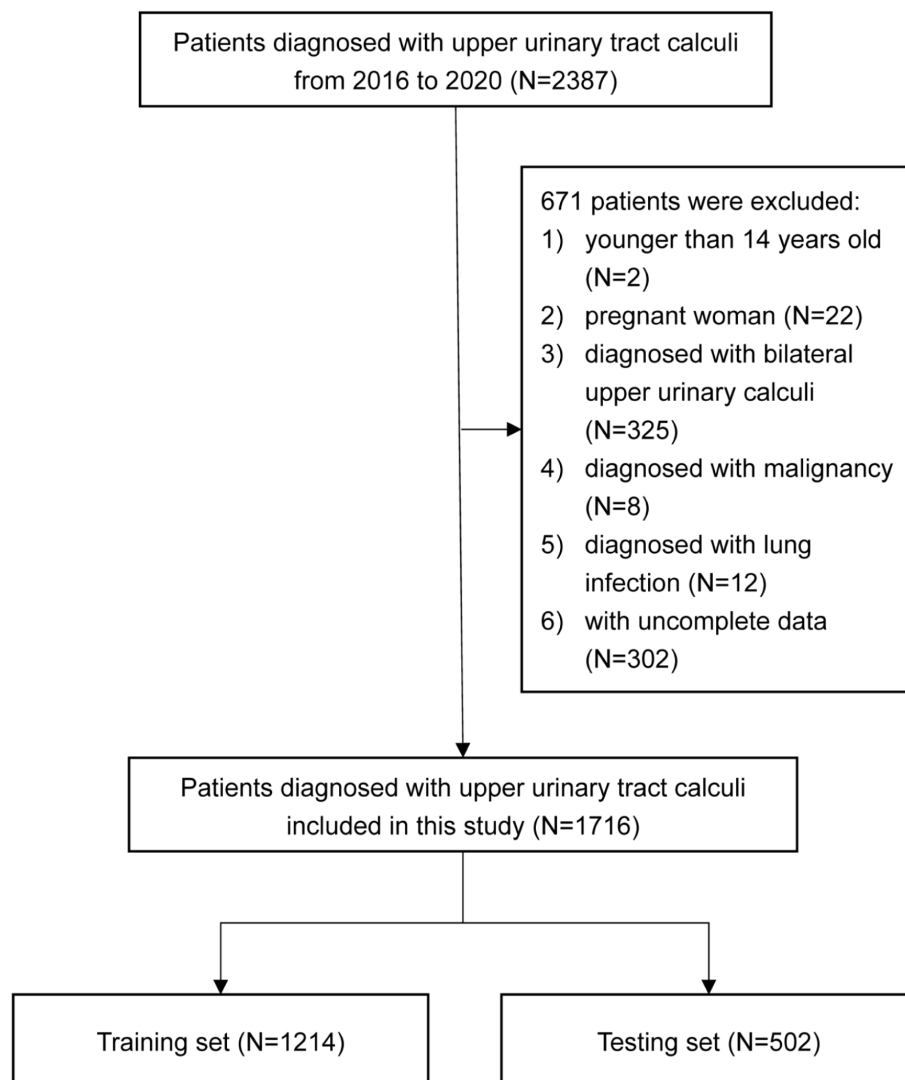 Patients diagnosed with upper urinary tract calculi
from 2016 to 2020 (N=2387)
671 patients were excluded:
1) younger than 14 years old
(N=2)
2) pregnant woman (N=22)
3) diagnosed with bilateral
upper urinary calculi
(N=325)
4) diagnosed with malignancy
(N=8)
5) diagnosed with lung
infection (N=12)
6) with uncomplete data
(N=302)
Patients diagnosed with upper urinary tract calculi
included in this study (N=1716)
Training set (N=1214)
Testing set (N=502)